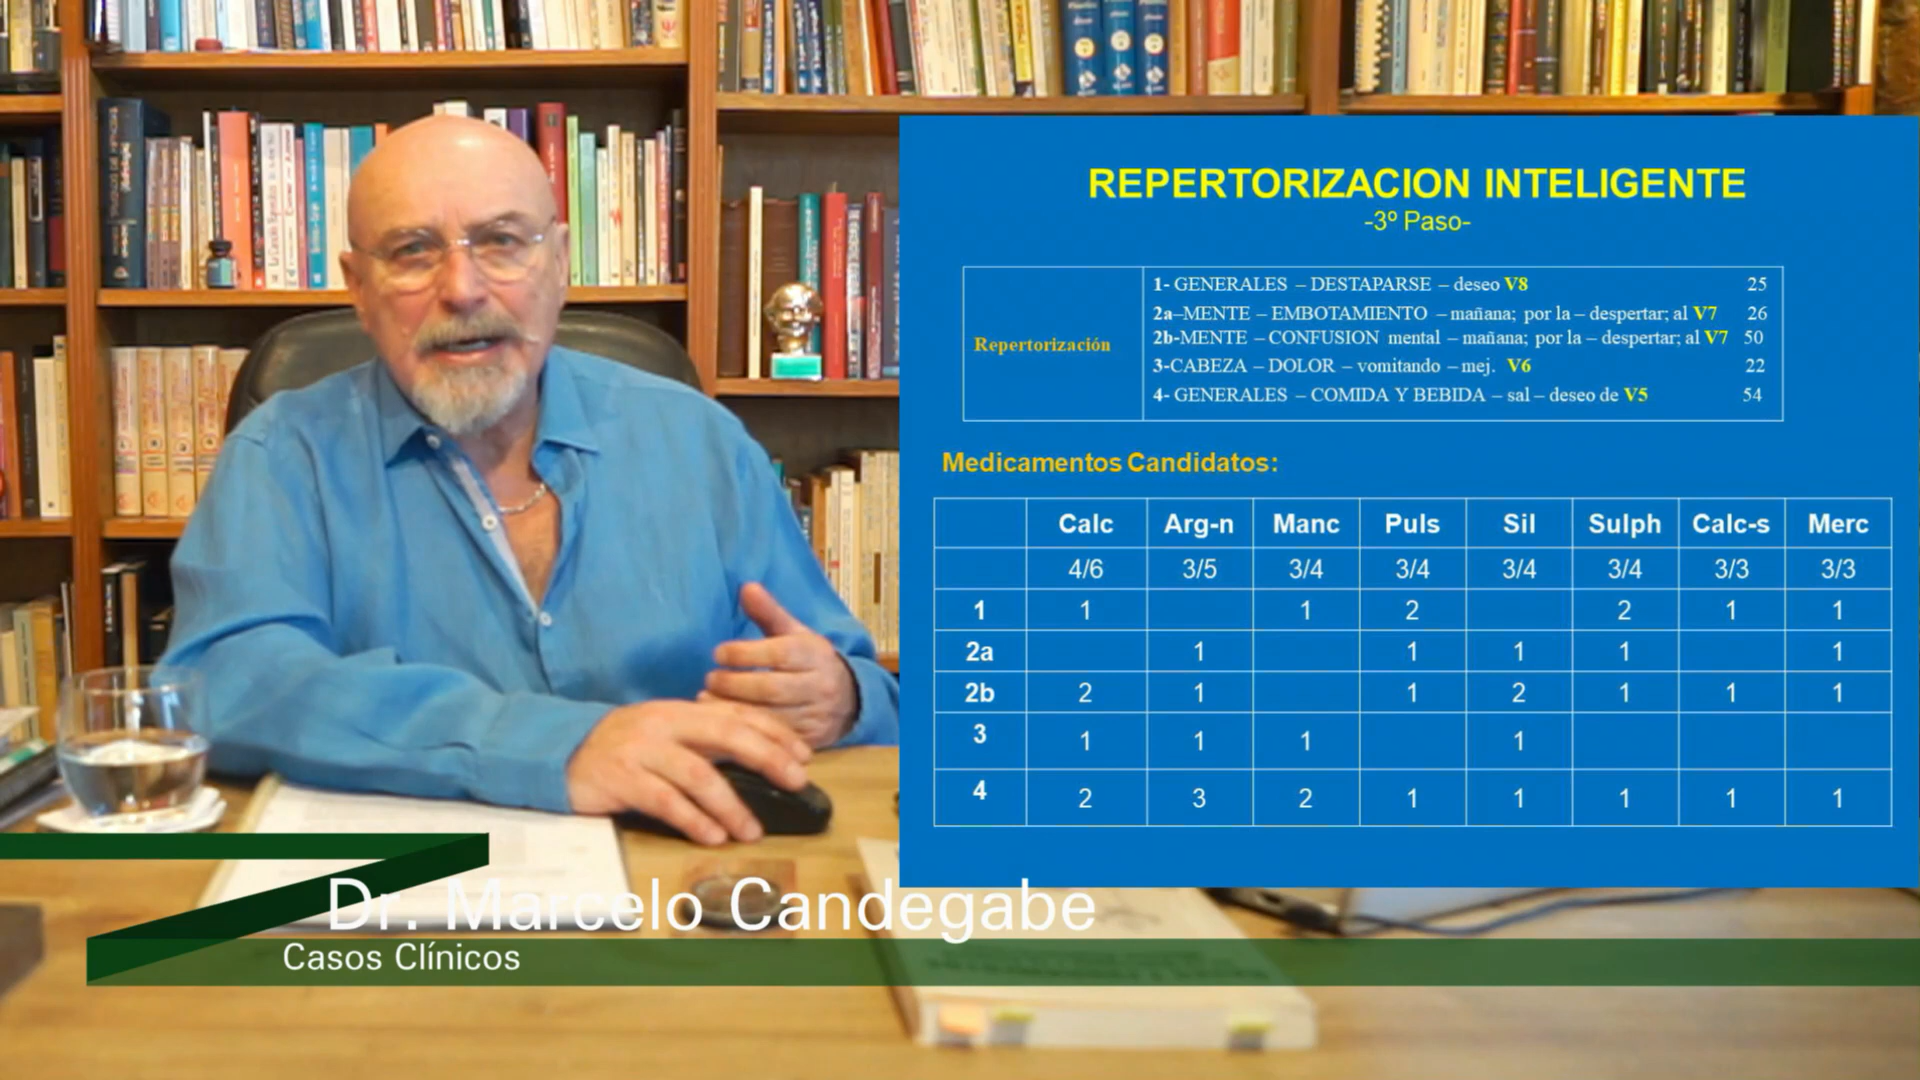 REPERTORIZACION INTELIGENTE
-3º Paso-
Repertorización
1- GENERALES – DESTAPARSE – deseo V8 25
2a–MENTE – EMBOTAMIENTO – mañana; por la – despertar; al V7 26
2b-MENTE – CONFUSION mental – mañana; por la – despertar; al V7 50
3-CABEZA – DOLOR – vomitando – mej. V6 22
4- GENERALES – COMIDA Y BEBIDA – sal – deseo de V5 54
Medicamentos Candidatos:
Calc Arg-n Manc Puls Sil Sulph Calc-s Merc
4/6 3/5 3/4 3/4 3/4 3/4 3/3 3/3
1 1 1 2 2 1 1
2a 1 1 1 1 1
2b 2 1 1 2 1 1 1
3 1 1 1 1
4 2 3 2 1 1 1 1 1
Dr. Marcelo Candegabe
Casos Clínicos